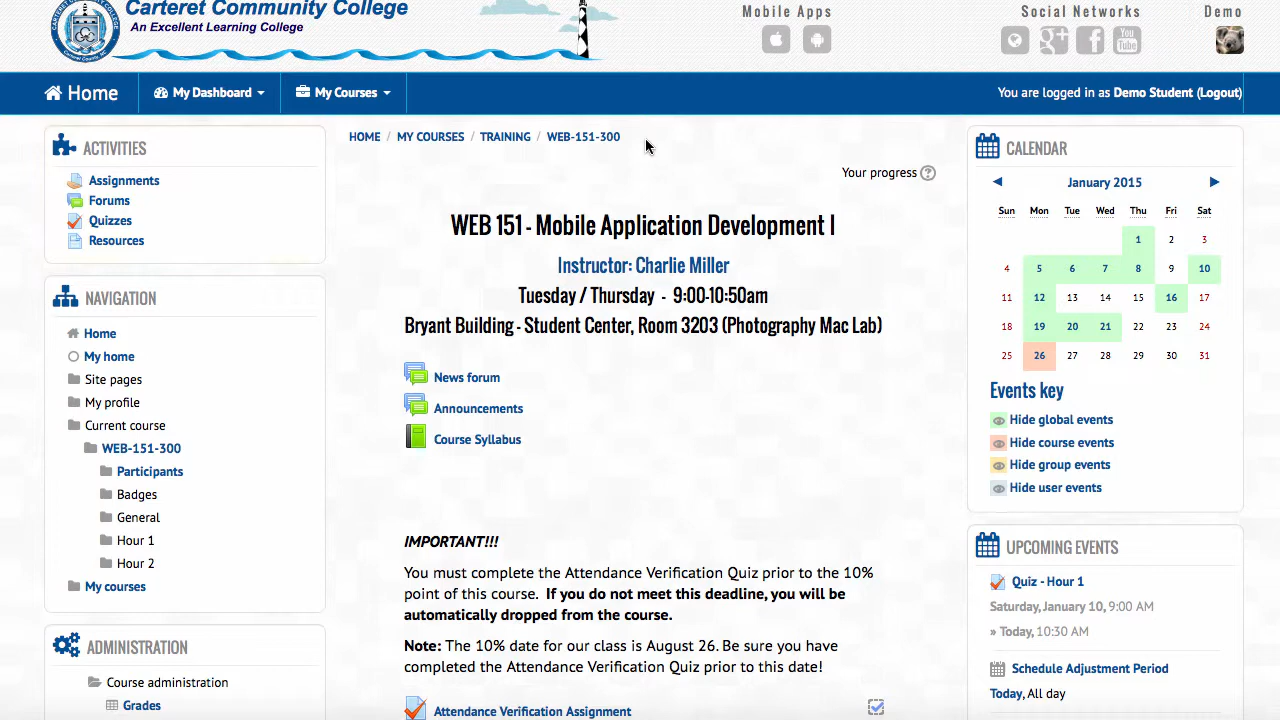 Carteret Community College
An Excellent Learning College
Mobile Apps
Social Networks
Demo
Home
My Dashboard
My Courses
You are logged in as Demo Student (Logout)
HOME / MY COURSES / TRAINING / WEB-151-300
ACTIVITIES
Assignments
Forums
Quizzes
Resources
NAVIGATION
Home
My home
Site pages
My profile
Current course
WEB-151-300
Participants
Badges
General
Hour 1
Hour 2
My courses
ADMINISTRATION
Course administration
Grades
Your progress
WEB 151 - Mobile Application Development I
Instructor: Charlie Miller
Tuesday / Thursday - 9:00-10:50am
Bryant Building - Student Center, Room 3203 (Photography Mac Lab)
News forum
Announcements
Course Syllabus
IMPORTANT!!!
You must complete the Attendance Verification Quiz prior to the 10%
point of this course. If you do not meet this deadline, you will be
automatically dropped from the course.
Note: The 10% date for our class is August 26. Be sure you have
completed the Attendance Verification Quiz prior to this date!
Attendance Verification Assignment
CALENDAR
January 2015
Sun Mon Tue Wed Thu Fri Sat
1 2 3
4 5 6 7 8 9 10
11 12 13 14 15 16 17
18 19 20 21 22 23 24
25 26 27 28 29 30 31
Events key
Hide global events
Hide course events
Hide group events
Hide user events
UPCOMING EVENTS
Quiz - Hour 1
Saturday, January 10, 9:00 AM
» Today, 10:30 AM
Schedule Adjustment Period
Today, All day